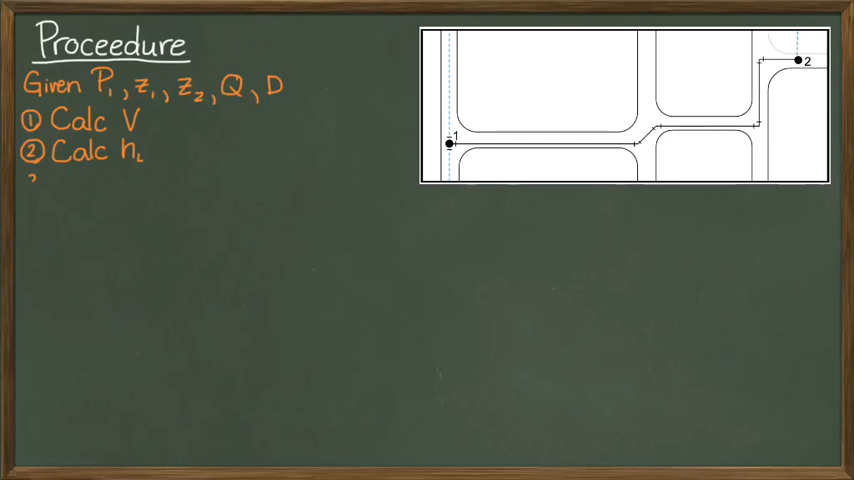 Proceedure
Given P₁, z₁, z₂, Q, D
① Calc V
② Calc hL
1
2